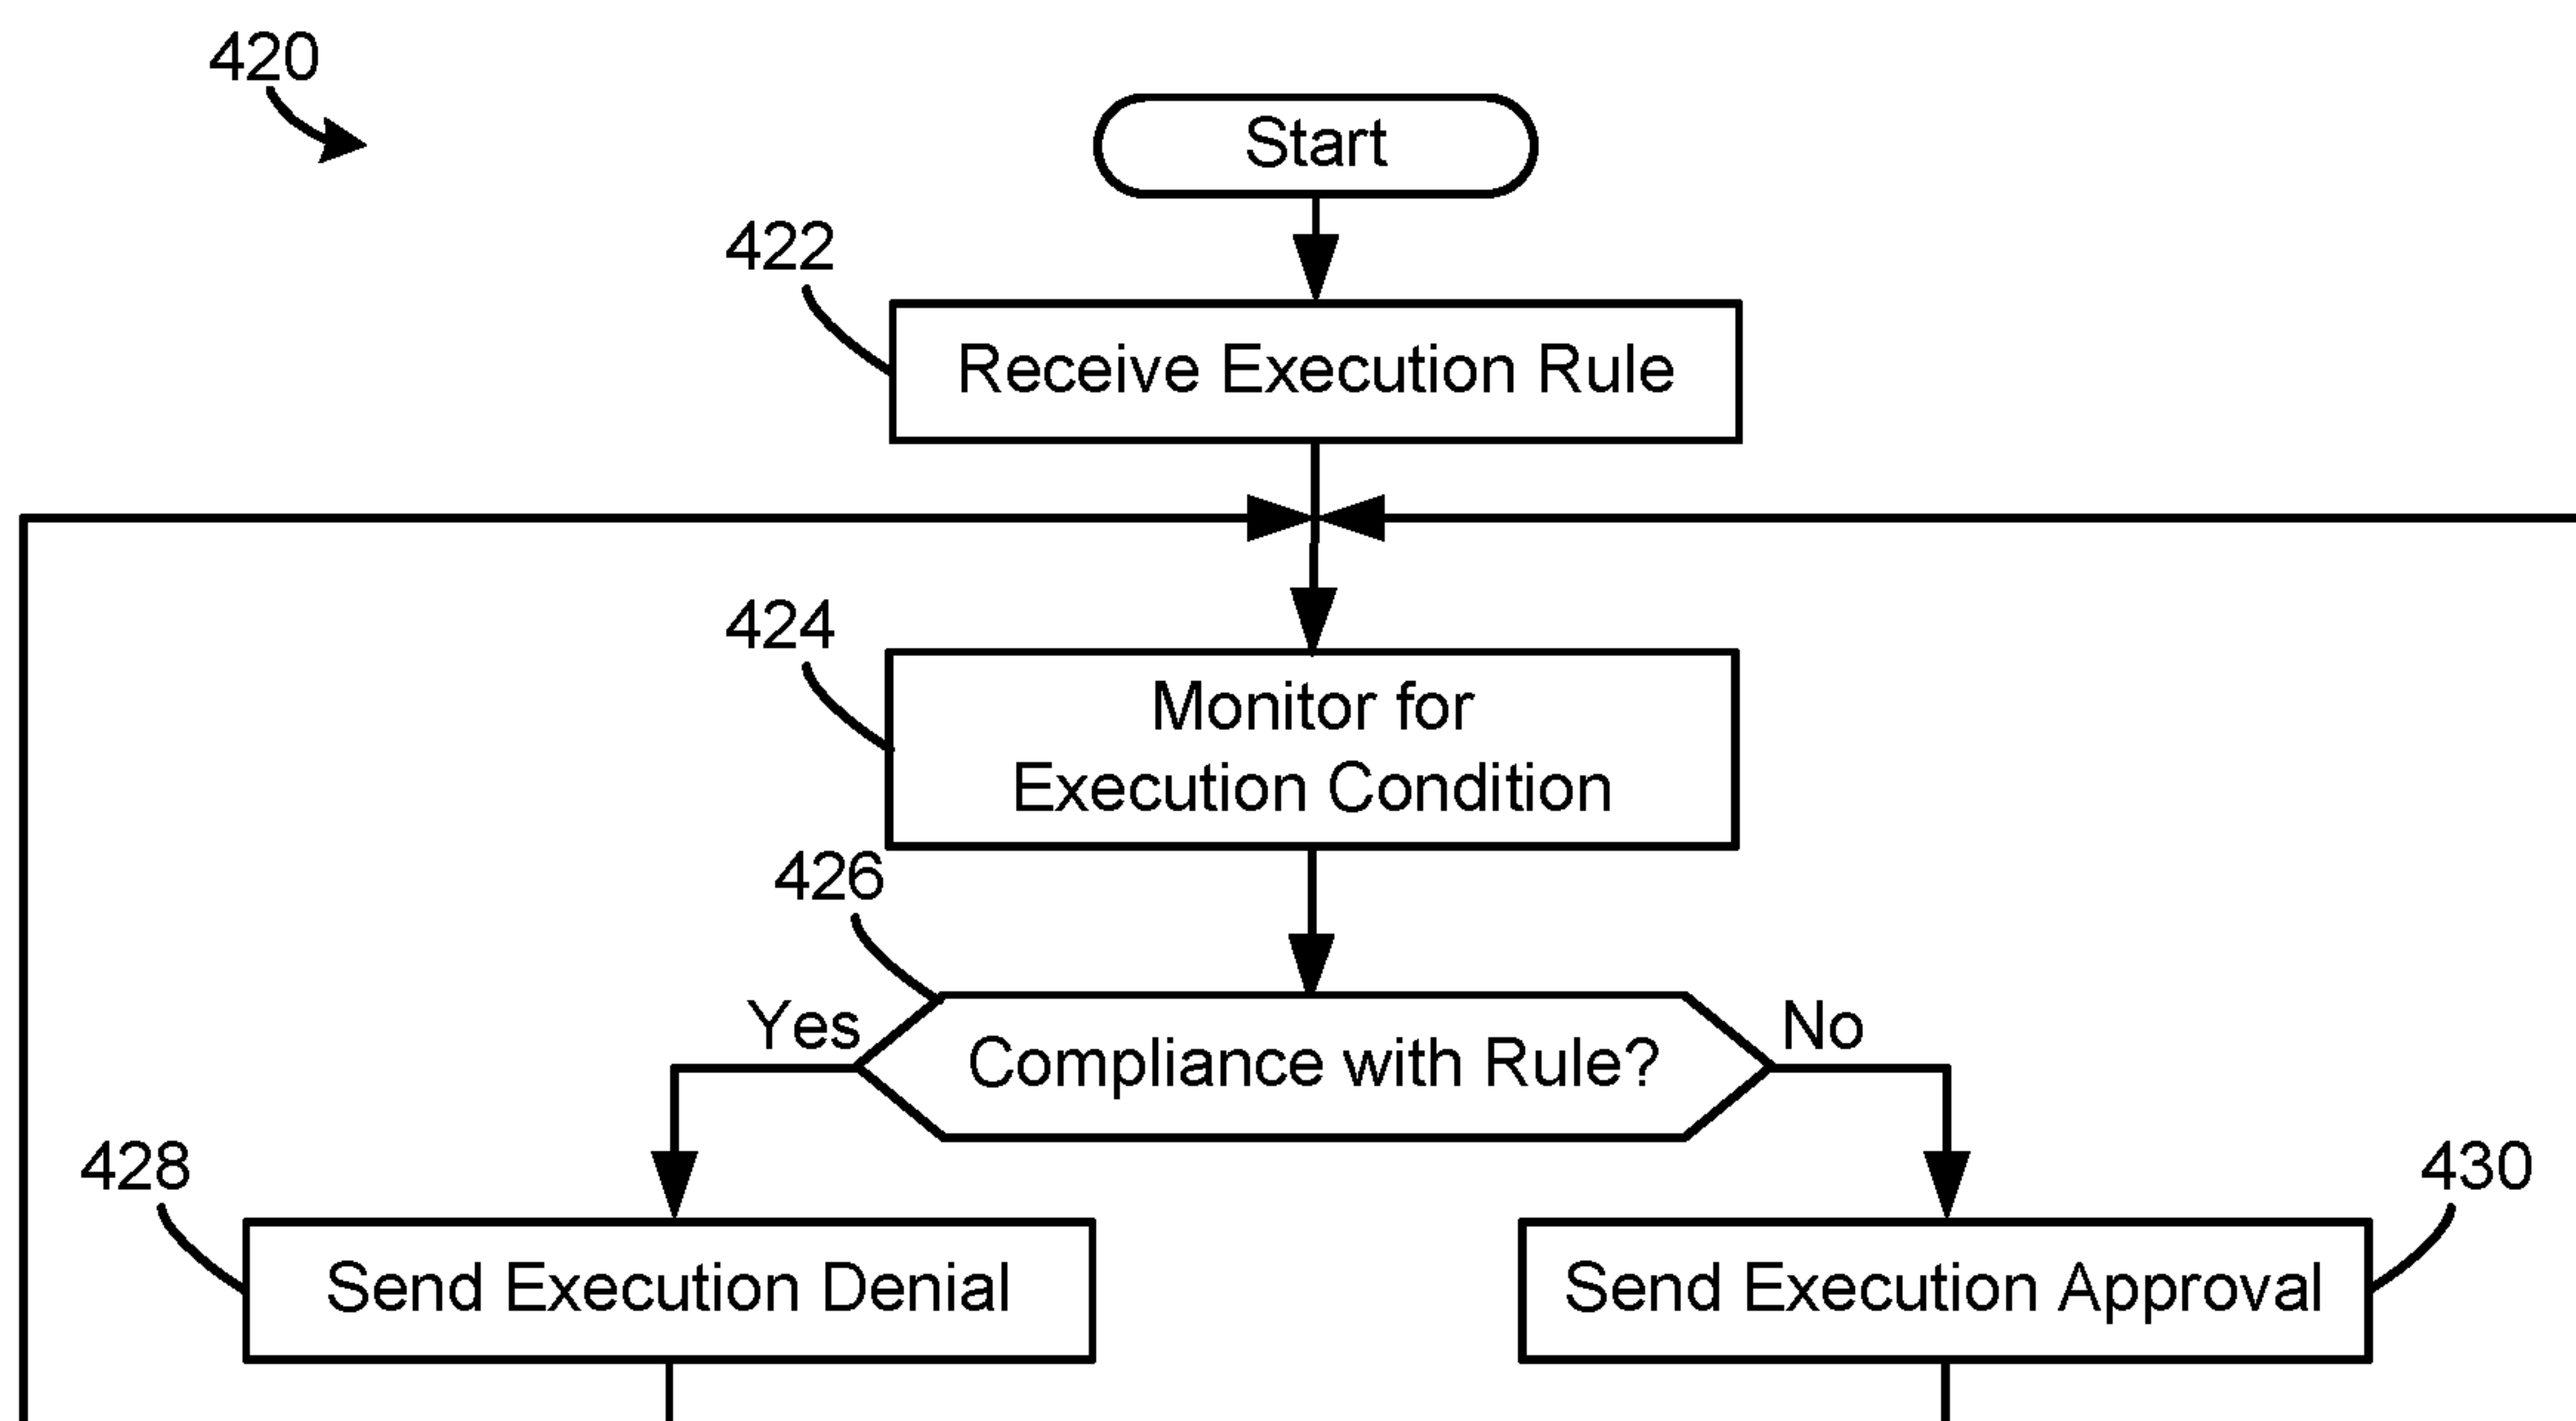 420
Start
422
Receive Execution Rule
424
Monitor for
Execution Condition
426
Yes
Compliance with Rule?
No
428
430
Send Execution Denial
Send Execution Approval